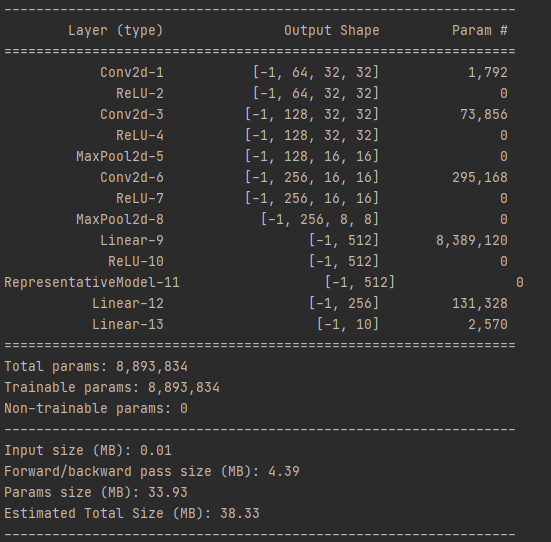 ----------------------------------------------------------------
        Layer (type)               Output Shape         Param #
================================================================
            Conv2d-1           [-1, 64, 32, 32]           1,792
              ReLU-2           [-1, 64, 32, 32]               0
            Conv2d-3          [-1, 128, 32, 32]          73,856
              ReLU-4          [-1, 128, 32, 32]               0
         MaxPool2d-5          [-1, 128, 16, 16]               0
            Conv2d-6          [-1, 256, 16, 16]         295,168
              ReLU-7          [-1, 256, 16, 16]               0
         MaxPool2d-8            [-1, 256, 8, 8]               0
            Linear-9                  [-1, 512]       8,389,120
             ReLU-10                  [-1, 512]               0
RepresentativeModel-11                  [-1, 512]               0
           Linear-12                  [-1, 256]         131,328
           Linear-13                   [-1, 10]           2,570
================================================================
Total params: 8,893,834
Trainable params: 8,893,834
Non-trainable params: 0
----------------------------------------------------------------
Input size (MB): 0.01
Forward/backward pass size (MB): 4.39
Params size (MB): 33.93
Estimated Total Size (MB): 38.33
----------------------------------------------------------------